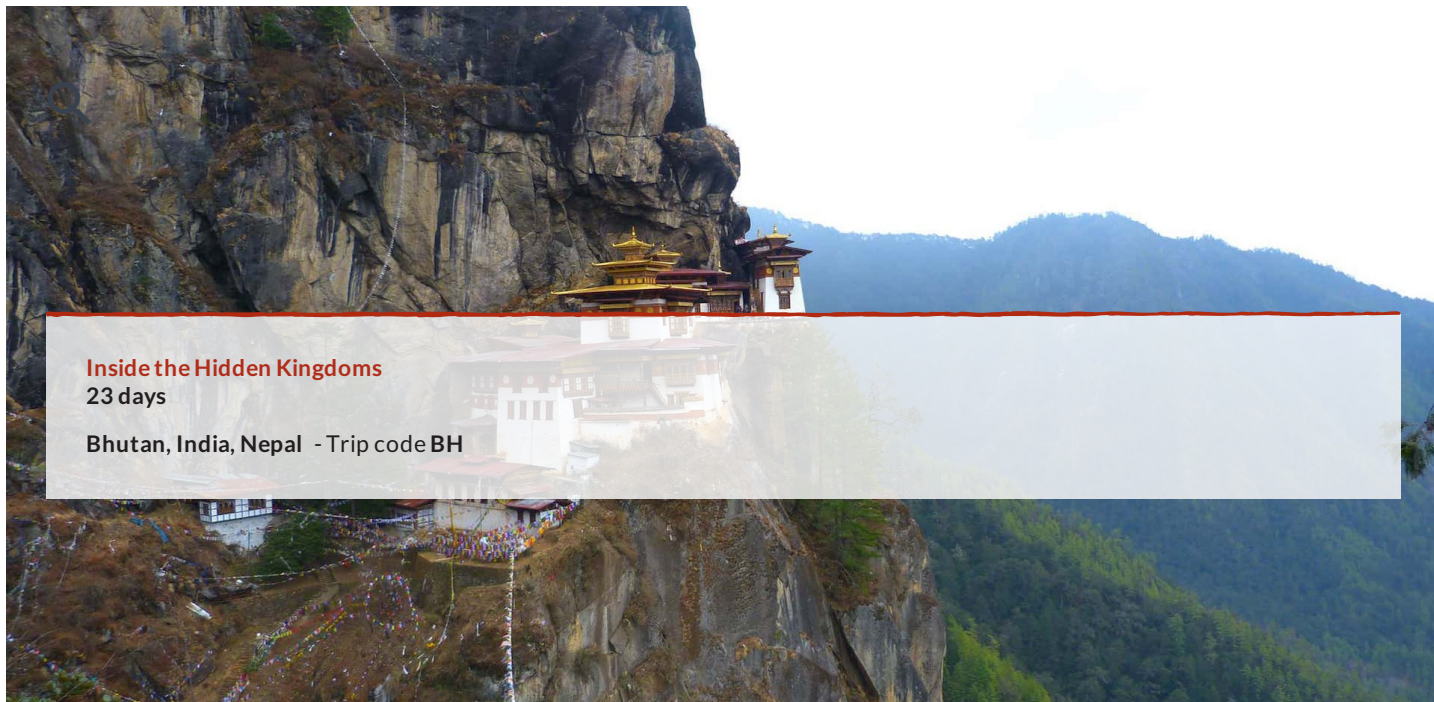 Inside the Hidden Kingdoms
23 days
Bhutan, India, Nepal - Trip code BH